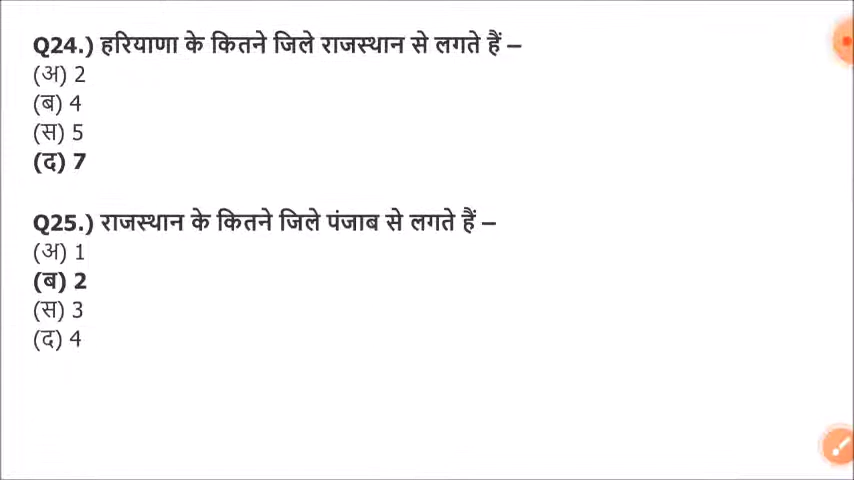 Q24.) हरियाणा के कितने जिले राजस्थान से लगते हैं –
(अ) 2
(ब) 4
(स) 5
(द) 7
Q25.) राजस्थान के कितने जिले पंजाब से लगते हैं –
(अ) 1
(ब) 2
(स) 3
(द) 4